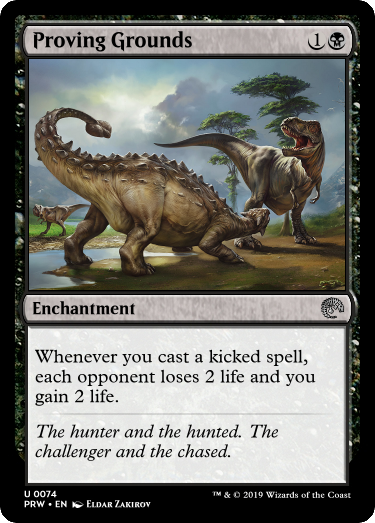 Proving Grounds 1
Enchantment
Whenever you cast a kicked spell,
each opponent loses 2 life and you
gain 2 life.
The hunter and the hunted. The
challenger and the chased.
U 0074
PRW • EN Eldar Zakirov
™ & © 2019 Wizards of the Coast